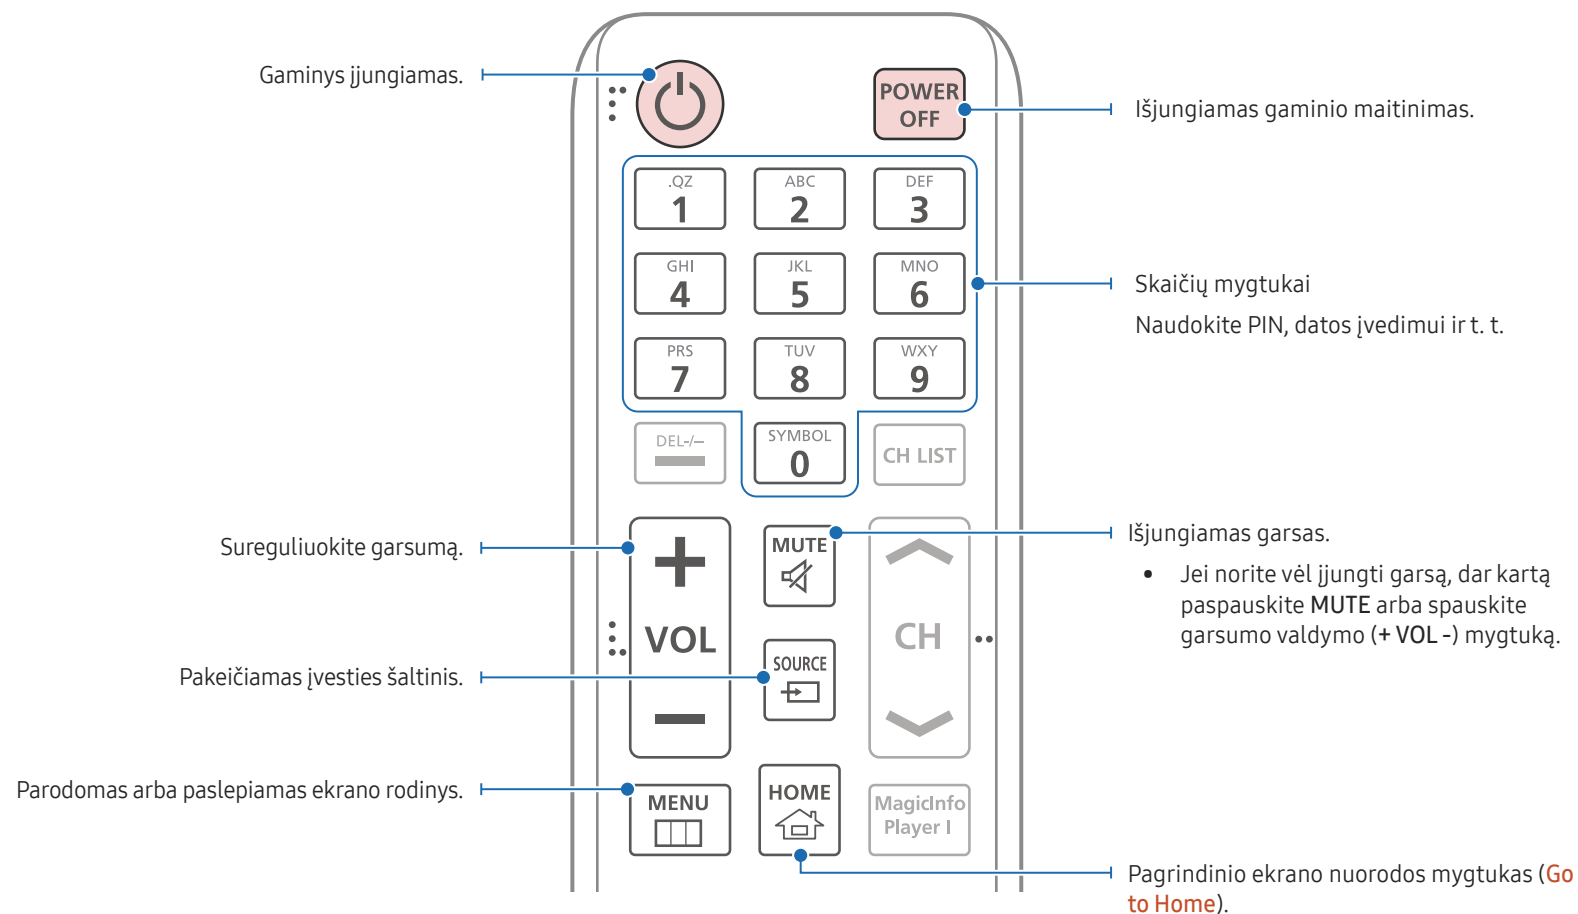 Gaminys įjungiamas.
POWER
OFF
Išjungiamas gaminio maitinimas.
.QZ
1
ABC
2
DEF
3
GHI
4
JKL
5
MNO
6
Skaičių mygtukai
Naudokite PIN, datos įvedimui ir t. t.
PRS
7
TUV
8
WXY
9
DEL-/—
SYMBOL
0
CH LIST
Sureguliuokite garsumą.
VOL
MUTE
Išjungiamas garsas.
• Jei norite vėl įjungti garsą, dar kartą
paspauskite MUTE arba spauskite
garsumo valdymo (+ VOL -) mygtuką.
CH
Pakeičiamas įvesties šaltinis.
SOURCE
Parodomas arba paslepiamas ekrano rodinys.
MENU
HOME
MagicInfo
Player I
Pagrindinio ekrano nuorodos mygtukas (Go
to Home).